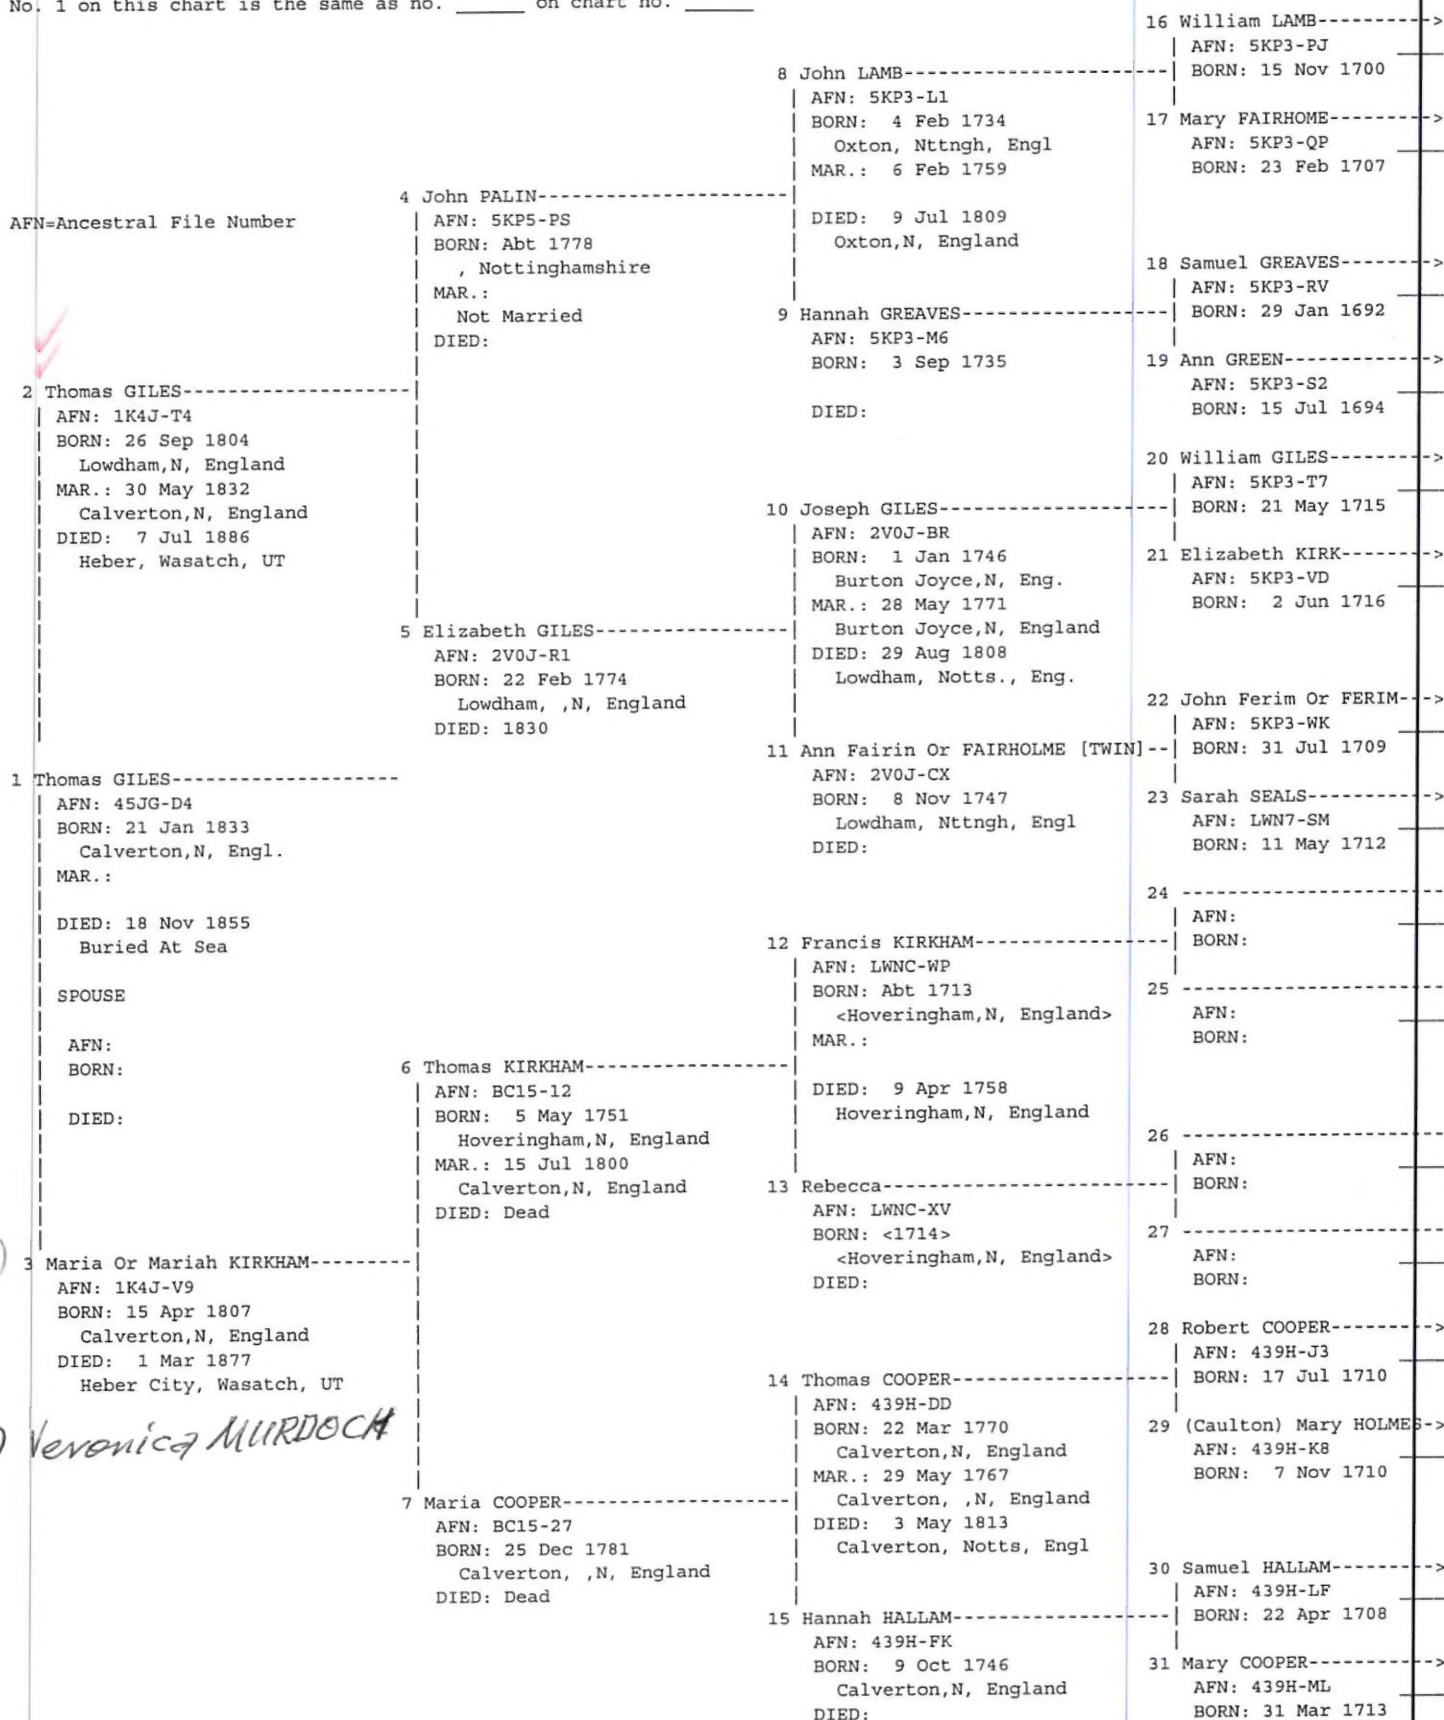 No. 1 on this chart is the same as no. ______ on chart no. ______
AFN=Ancestral File Number
2 Thomas GILES--------------------
AFN: 1K4J-T4
BORN: 26 Sep 1804
Lowdham,N, England
MAR.: 30 May 1832
Calverton,N, England
DIED:  7 Jul 1886
Heber, Wasatch, UT
1 Thomas GILES--------------------
AFN: 45JG-D4
BORN: 21 Jan 1833
Calverton,N, Engl.
MAR.:
DIED: 18 Nov 1855
Buried At Sea
SPOUSE
AFN:
BORN:
DIED:
3 Maria Or Mariah KIRKHAM---------
AFN: 1K4J-V9
BORN: 15 Apr 1807
Calverton,N, England
DIED:  1 Mar 1877
Heber City, Wasatch, UT
) Veronica MURDOCH
4 John PALIN----------------------
AFN: 5KP5-PS
BORN: Abt 1778
, Nottinghamshire
MAR.:
Not Married
DIED:
5 Elizabeth GILES-----------------
AFN: 2V0J-R1
BORN: 22 Feb 1774
Lowdham, ,N, England
DIED: 1830
6 Thomas KIRKHAM------------------
AFN: BC15-12
BORN:  5 May 1751
Hoveringham,N, England
MAR.: 15 Jul 1800
Calverton,N, England
DIED: Dead
7 Maria COOPER--------------------
AFN: BC15-27
BORN: 25 Dec 1781
Calverton, ,N, England
DIED: Dead
8 John LAMB-----------------------
AFN: 5KP3-L1
BORN:  4 Feb 1734
Oxton, Nttngh, Engl
MAR.:  6 Feb 1759
DIED:  9 Jul 1809
Oxton,N, England
9 Hannah GREAVES------------------
AFN: 5KP3-M6
BORN:  3 Sep 1735
DIED:
10 Joseph GILES--------------------
AFN: 2V0J-BR
BORN:  1 Jan 1746
Burton Joyce,N, Eng.
MAR.: 28 May 1771
Burton Joyce,N, England
DIED: 29 Aug 1808
Lowdham, Notts., Eng.
11 Ann Fairin Or FAIRHOLME [TWIN]--
AFN: 2V0J-CX
BORN:  8 Nov 1747
Lowdham, Nttngh, Engl
DIED:
12 Francis KIRKHAM-----------------
AFN: LWNC-WP
BORN: Abt 1713
<Hoveringham,N, England>
MAR.:
DIED:  9 Apr 1758
Hoveringham,N, England
13 Rebecca-------------------------
AFN: LWNC-XV
BORN: <1714>
<Hoveringham,N, England>
DIED:
14 Thomas COOPER-------------------
AFN: 439H-DD
BORN: 22 Mar 1770
Calverton,N, England
MAR.: 29 May 1767
Calverton, ,N, England
DIED:  3 May 1813
Calverton, Notts, Engl
15 Hannah HALLAM-------------------
AFN: 439H-FK
BORN:  9 Oct 1746
Calverton,N, England
DIED:
16 William LAMB---------->
AFN: 5KP3-PJ
BORN: 15 Nov 1700
17 Mary FAIRHOME--------->
AFN: 5KP3-QP
BORN: 23 Feb 1707
18 Samuel GREAVES-------->
AFN: 5KP3-RV
BORN: 29 Jan 1692
19 Ann GREEN------------->
AFN: 5KP3-S2
BORN: 15 Jul 1694
20 William GILES--------->
AFN: 5KP3-T7
BORN: 21 May 1715
21 Elizabeth KIRK-------->
AFN: 5KP3-VD
BORN:  2 Jun 1716
22 John Ferim Or FERIM--->
AFN: 5KP3-WK
BORN: 31 Jul 1709
23 Sarah SEALS----------->
AFN: LWN7-SM
BORN: 11 May 1712
24 ----------------------
AFN:
BORN:
25 ----------------------
AFN:
BORN:
26 ----------------------
AFN:
BORN:
27 ----------------------
AFN:
BORN:
28 Robert COOPER--------->
AFN: 439H-J3
BORN: 17 Jul 1710
29 (Caulton) Mary HOLMES->
AFN: 439H-K8
BORN:  7 Nov 1710
30 Samuel HALLAM--------->
AFN: 439H-LF
BORN: 22 Apr 1708
31 Mary COOPER----------->
AFN: 439H-ML
BORN: 31 Mar 1713